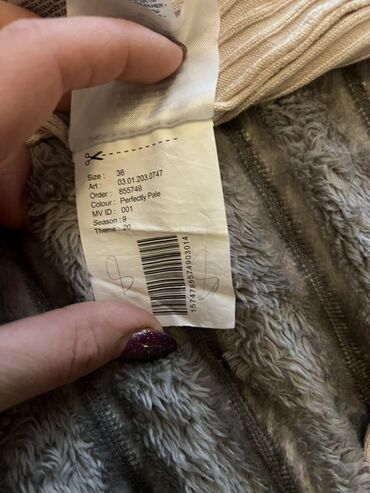 Size : 36
Art : 03.01.203.0747
Order : 855749
Colour : Perfectly Pale
MV ID : 001
Season : 9
Theme : 20
1574785574903014